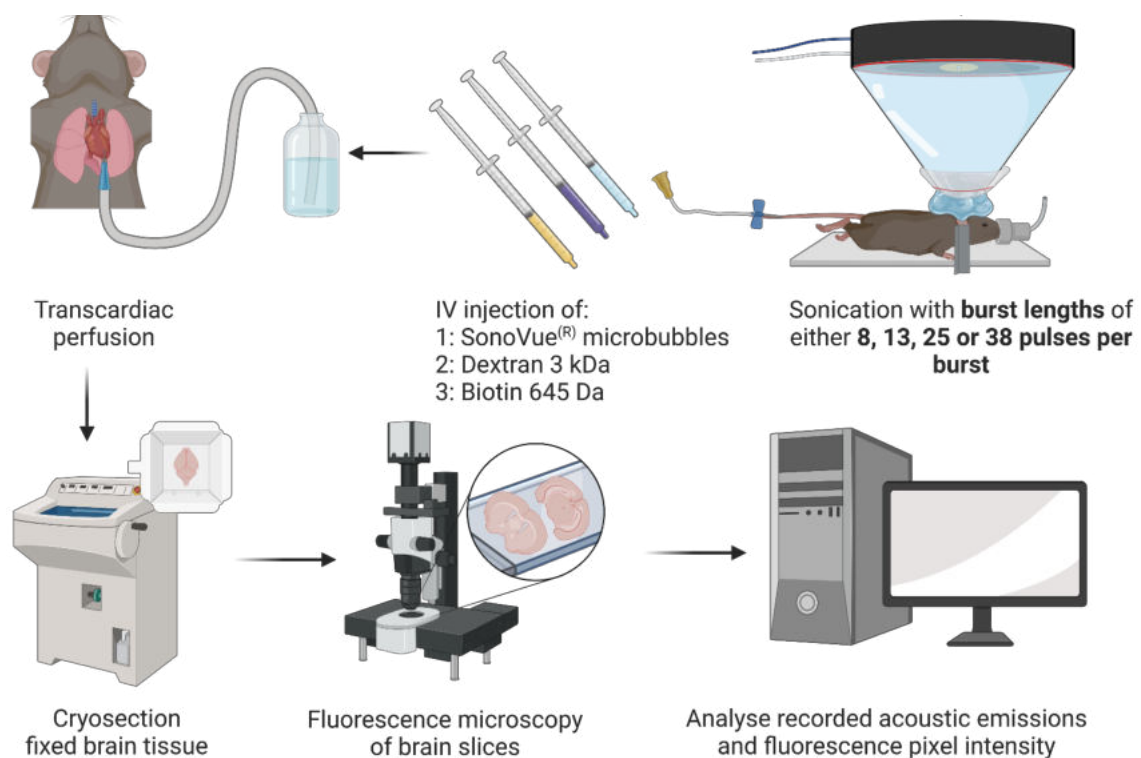 Transcardiac
perfusion
IV injection of:
1: SonoVue(R) microbubbles
2: Dextran 3 kDa
3: Biotin 645 Da
Sonication with burst lengths of
either 8, 13, 25 or 38 pulses per
burst
Cryosection
fixed brain tissue
Fluorescence microscopy
of brain slices
Analyse recorded acoustic emissions
and fluorescence pixel intensity